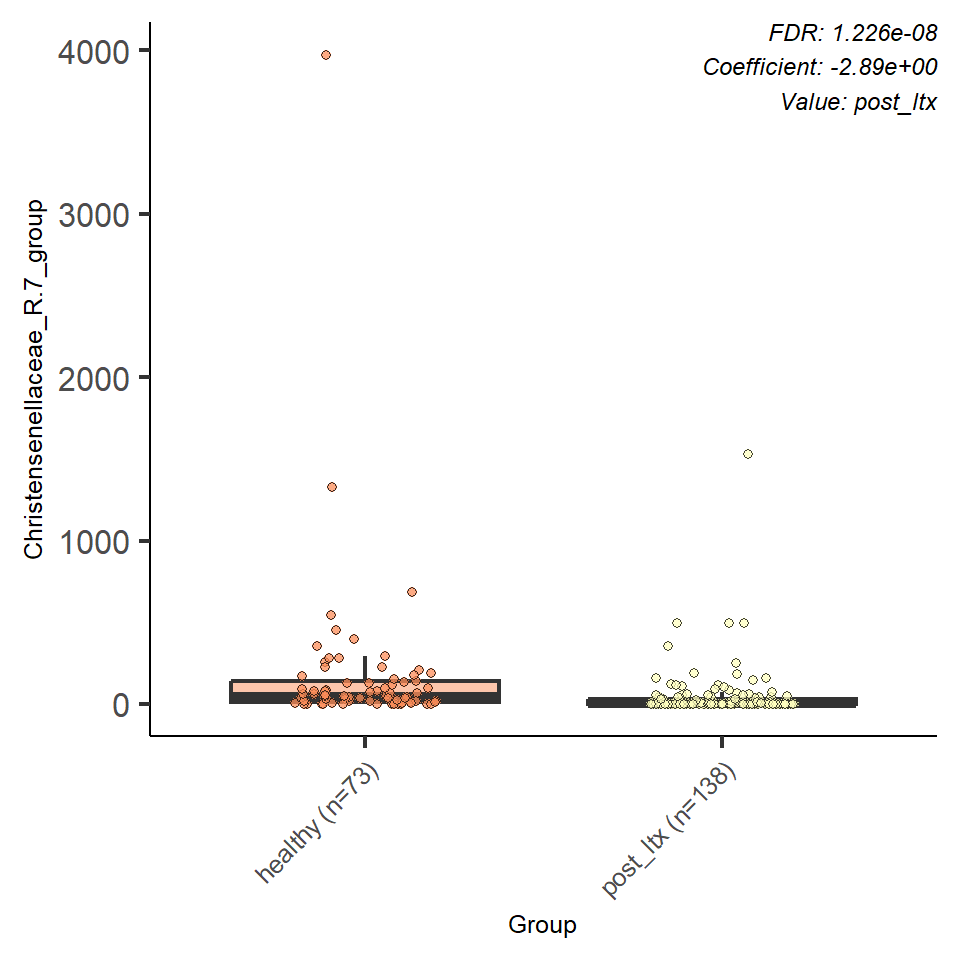 FDR: 1.226e-08
Coefficient: -2.89e+00
Value: post_ltx
Christensenellaceae_R.7_group
4000
3000
2000
1000
0
healthy (n=73)
post_ltx (n=138)
Group